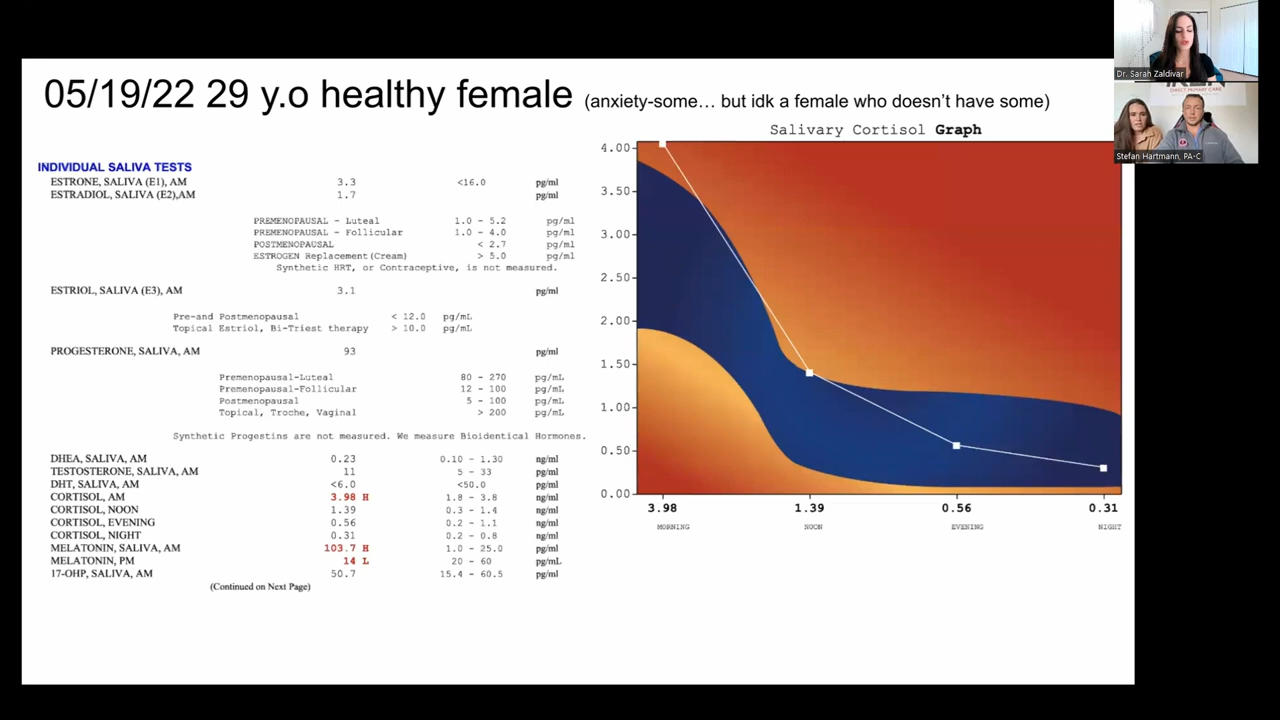 05/19/22 29 y.o healthy female (anxiety-some… but idk a female who doesn't have some)
INDIVIDUAL SALIVA TESTS
ESTRONE, SALIVA (E1), AM 3.3 <16.0 pg/ml
ESTRADIOL, SALIVA (E2),AM 1.7 pg/ml
PREMENOPAUSAL - Luteal 1.0 - 5.2 pg/ml
PREMENOPAUSAL - Follicular 1.0 - 4.0 pg/ml
POSTMENOPAUSAL < 2.7 pg/ml
ESTROGEN Replacement(Cream) > 5.0 pg/ml
Synthetic HRT, or Contraceptive, is not measured.
ESTRIOL, SALIVA (E3), AM 3.1 pg/ml
Pre-and Postmenopausal < 12.0 pg/mL
Topical Estriol, Bi-Triest therapy > 10.0 pg/mL
PROGESTERONE, SALIVA, AM 93 pg/ml
Premenopausal-Luteal 80 - 270 pg/mL
Premenopausal-Follicular 12 - 100 pg/mL
Postmenopausal 5 - 100 pg/mL
Topical, Troche, Vaginal > 200 pg/mL
Synthetic Progestins are not measured. We measure Bioidentical Hormones.
DHEA, SALIVA, AM 0.23 0.10 - 1.30 ng/ml
TESTOSTERONE, SALIVA, AM 11 5 - 33 pg/ml
DHT, SALIVA, AM <6.0 <50.0 pg/ml
CORTISOL, AM 3.98 H 1.8 - 3.8 ng/ml
CORTISOL, NOON 1.39 0.3 - 1.4 ng/ml
CORTISOL, EVENING 0.56 0.2 - 1.1 ng/ml
CORTISOL, NIGHT 0.31 0.2 - 0.8 ng/ml
MELATONIN, SALIVA, AM 103.7 H 1.0 - 25.0 pg/ml
MELATONIN, PM 14 L 20 - 60 pg/mL
17-OHP, SALIVA, AM 50.7 15.4 - 60.5 pg/ml
(Continued on Next Page)
Salivary Cortisol Graph
4.00
3.50
3.00
2.50
2.00
1.50
1.00
0.50
0.00
3.98 1.39 0.56 0.31
MORNING NOON EVENING NIGHT
Dr. Sarah Zaldivar
DIRECT PRIMARY CARE
Stefan Hartmann, PA-C